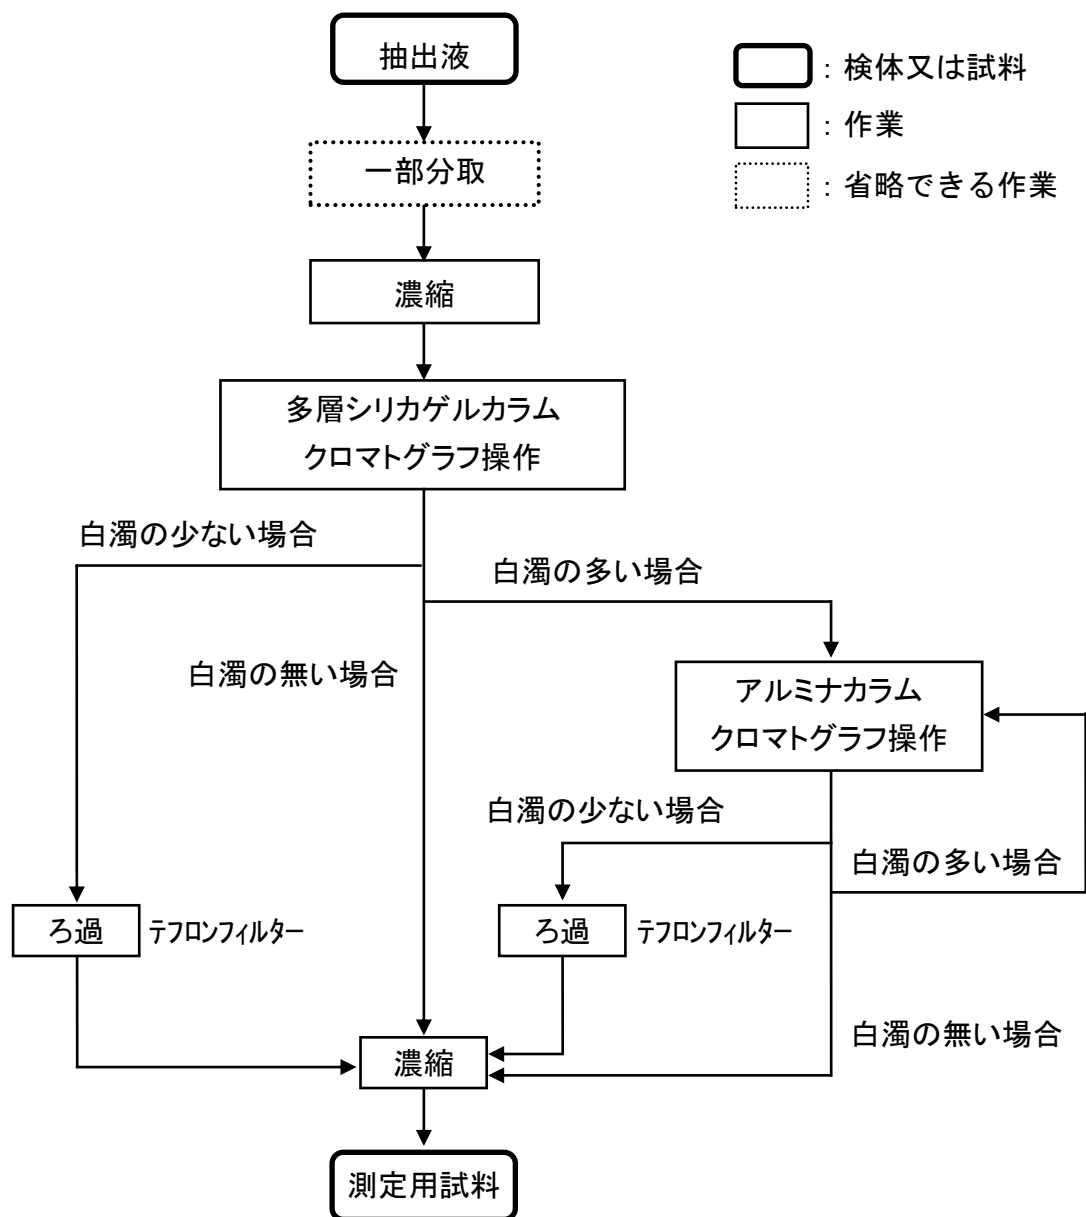 抽出液
：検体又は試料
：作業
一部分取
：省略できる作業
濃縮
多層シリカゲルカラム
クロマトグラフ操作
白濁の少ない場合
白濁の多い場合
白濁の無い場合
アルミナカラム
クロマトグラフ操作
白濁の少ない場合
白濁の多い場合
ろ過
テフロンフィルター
ろ過
テフロンフィルター
白濁の無い場合
濃縮
測定用試料